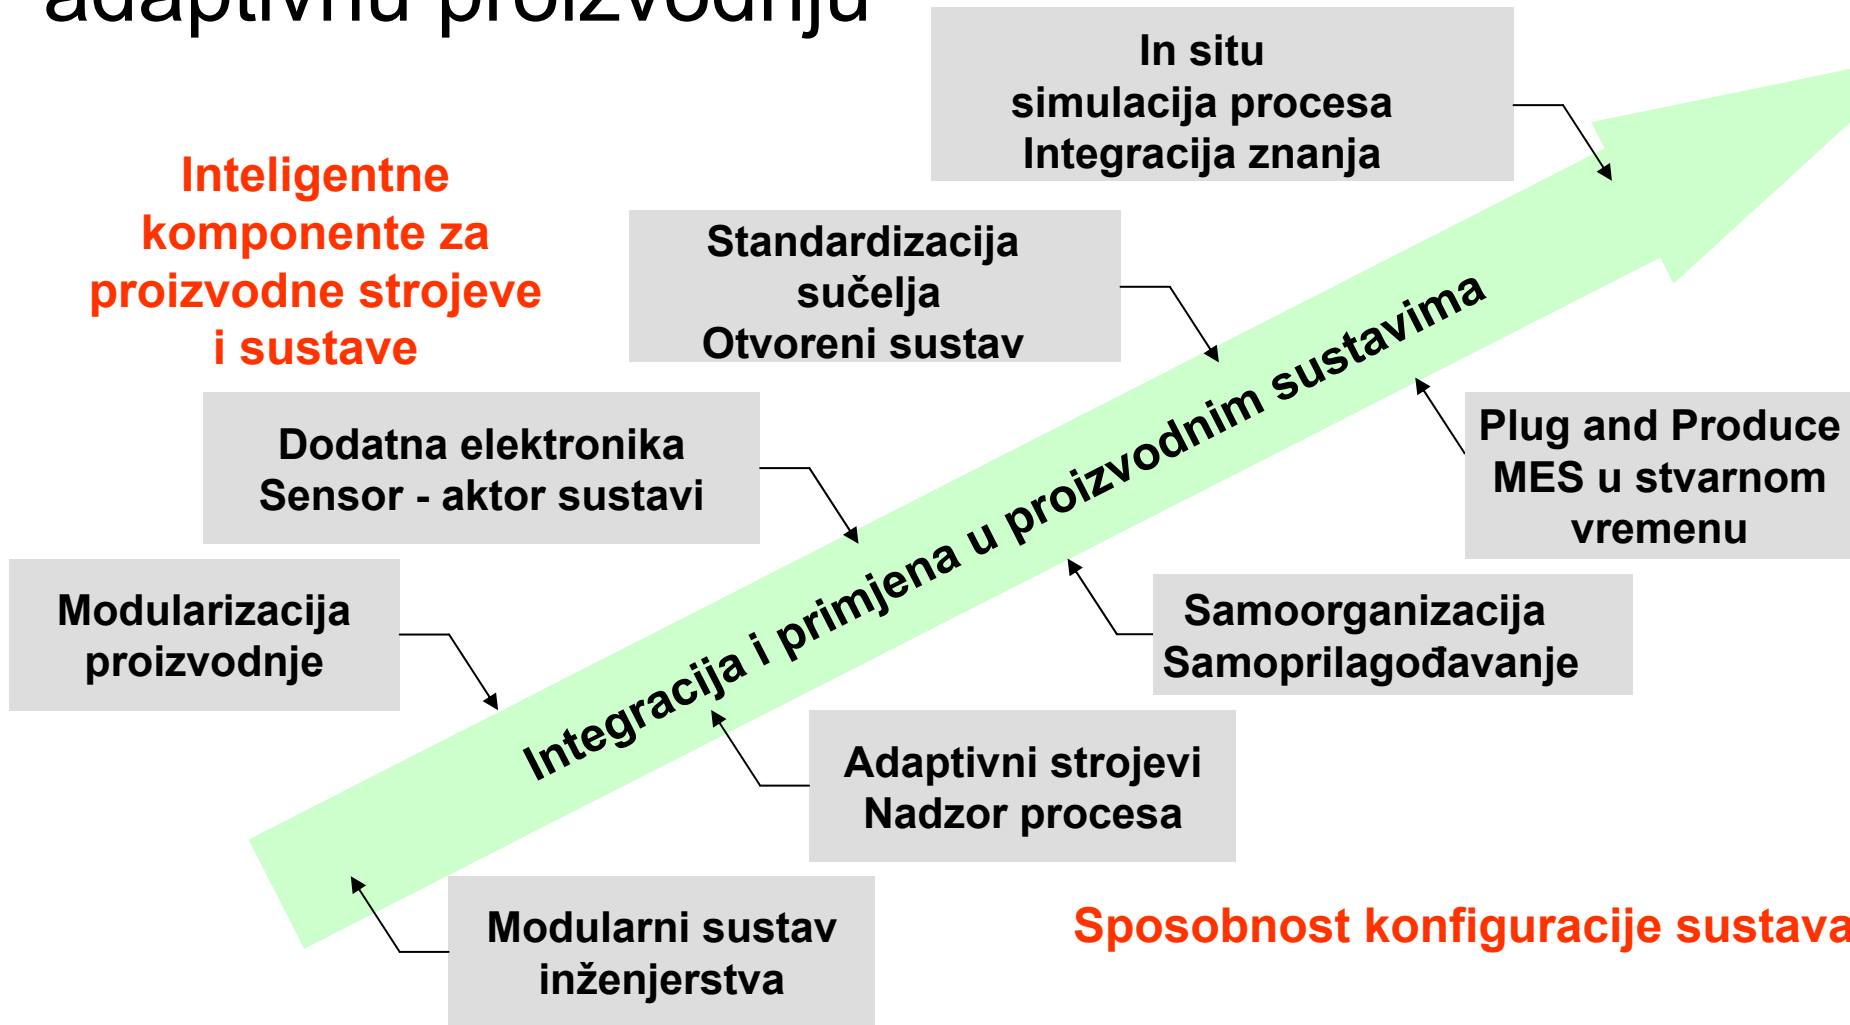 adaptivnu proizvodnju
In situ
simulacija procesa
Integracija znanja
Inteligentne
komponente za
proizvodne strojeve
i sustave
Standardizacija
sučelja
Otvoreni sustav
Dodatna elektronika
Sensor - aktor sustavi
Modularizacija
proizvodnje
Integracija i primjena u proizvodnim sustavima
Plug and Produce
MES u stvarnom
vremenu
Samoorganizacija
Samoprilagođavanje
Adaptivni strojevi
Nadzor procesa
Modularni sustav
inženjerstva
Sposobnost konfiguracije sustava